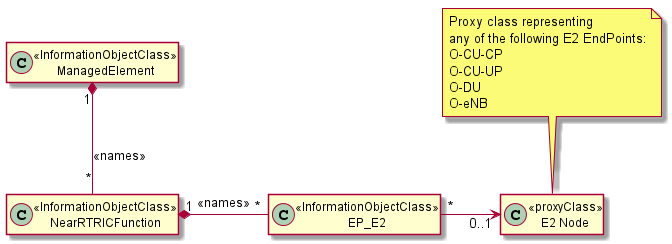 Proxy class representing
any of the following E2 EndPoints:
O-CU-CP
O-CU-UP
O-DU
O-eNB
C
«InformationObjectClass»
ManagedElement
1
«names»
*
C
«InformationObjectClass»
NearRTRICFunction
1 «names» *
C
«InformationObjectClass»
EP_E2
*
0..1
C
«proxyClass»
E2 Node